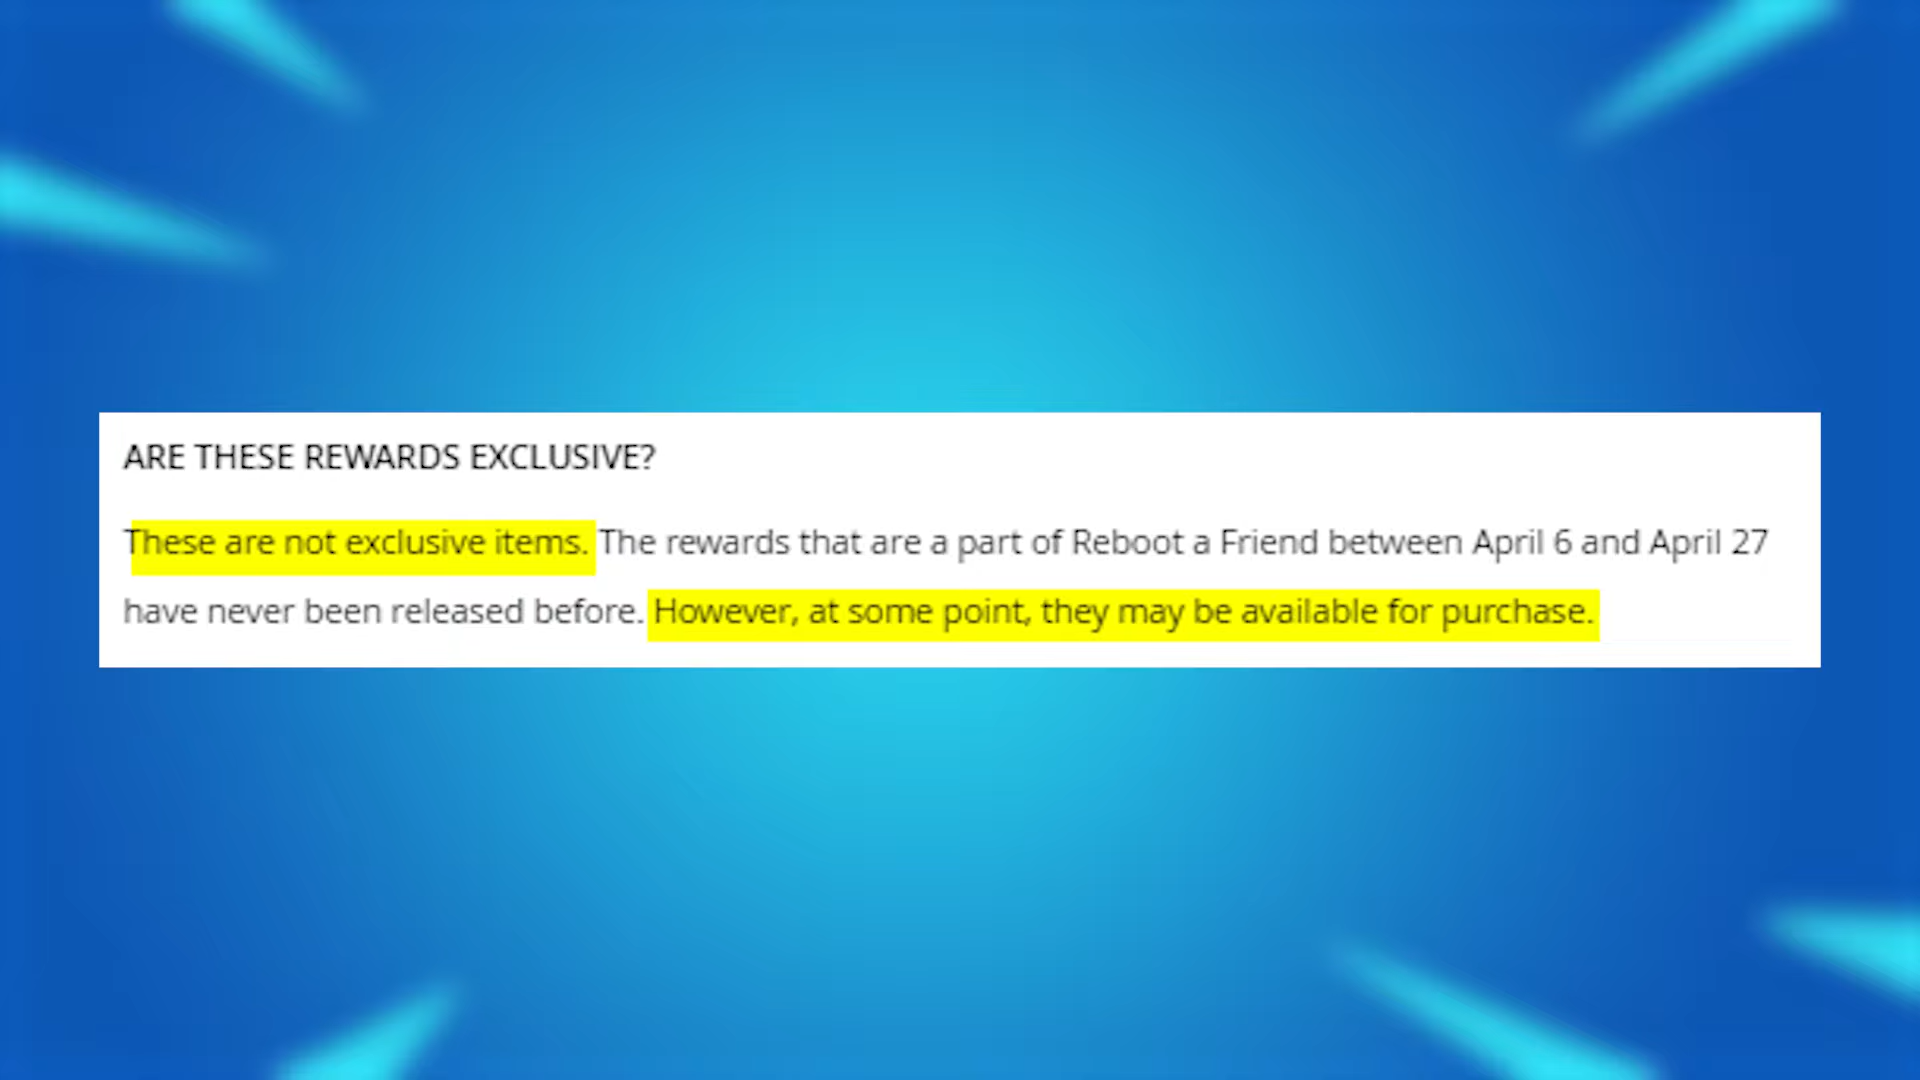 ARE THESE REWARDS EXCLUSIVE?
These are not exclusive items. The rewards that are a part of Reboot a Friend between April 6 and April 27
have never been released before. However, at some point, they may be available for purchase.